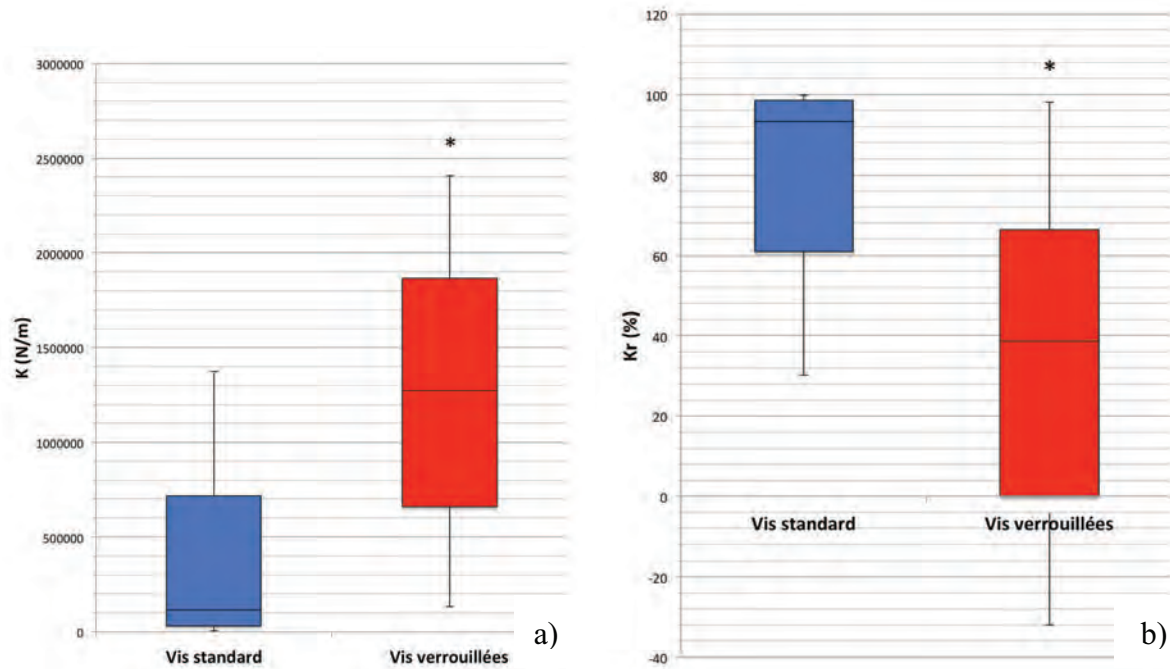 K (N/m)
3000000
2500000
2000000
1500000
1000000
500000
0
*
Vis standard
Vis verrouillées
a)
Kr (%)
120
100
80
60
40
20
0
-20
-40
*
Vis standard
Vis verrouillées
b)